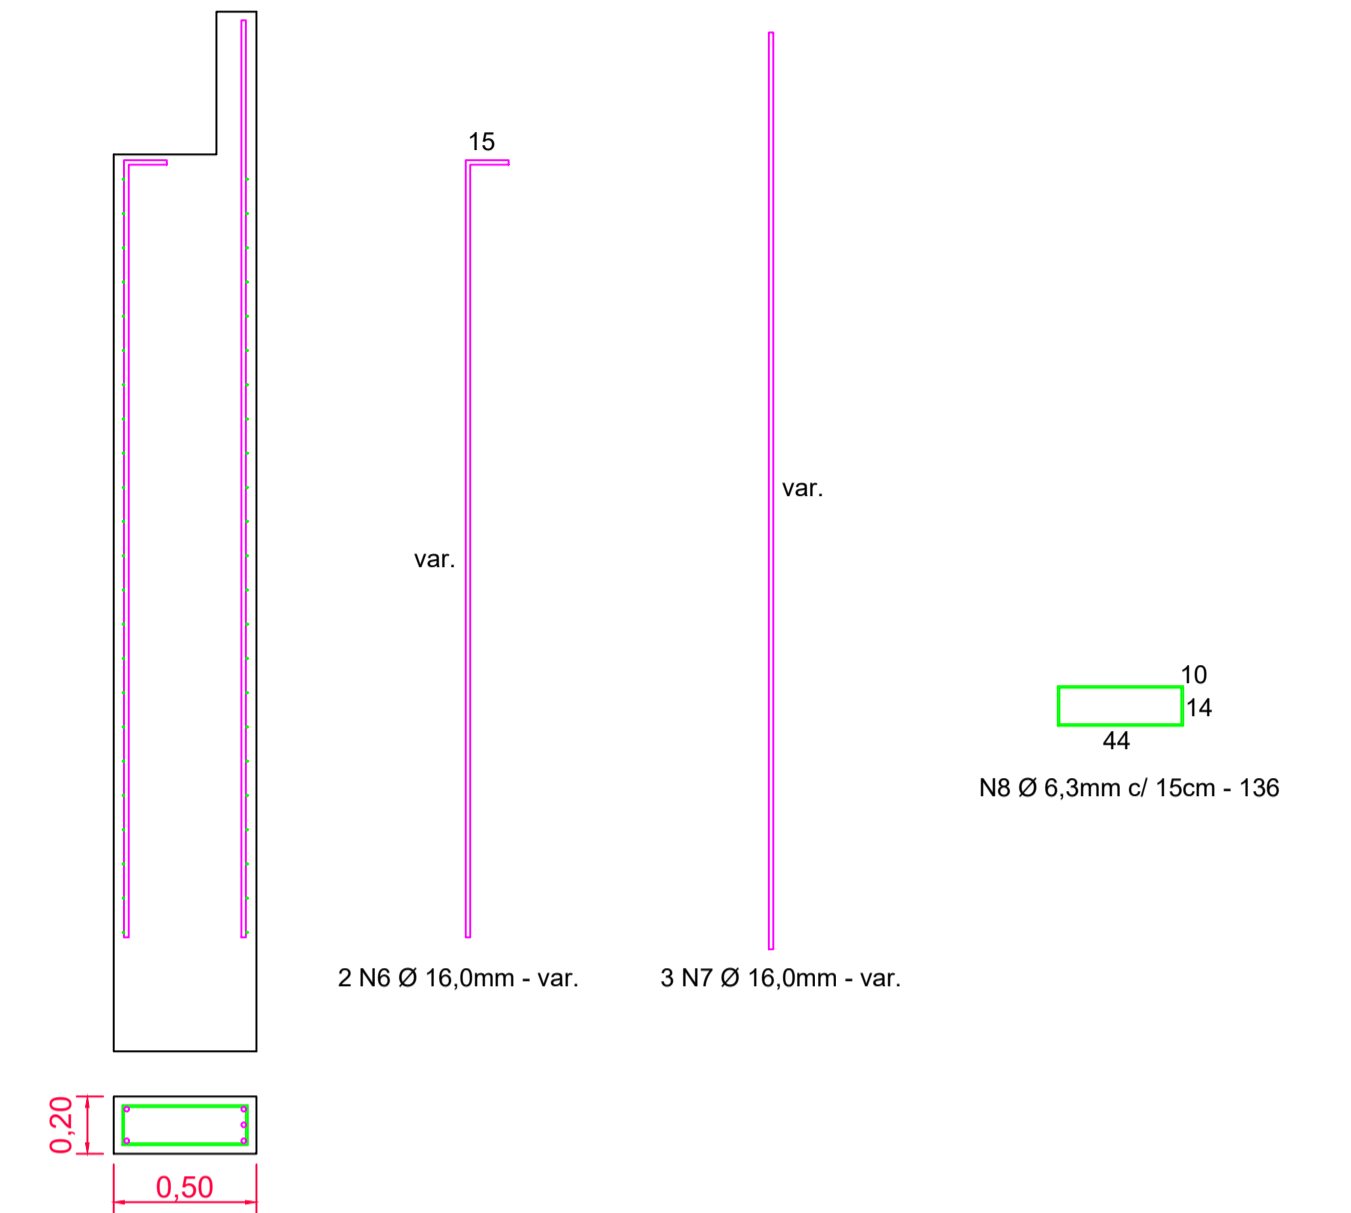 15
var.
2 N6 Ø 16,0mm - var.
var.
3 N7 Ø 16,0mm - var.
10
14
44
N8 Ø 6,3mm c/ 15cm - 136
0,20
0,50